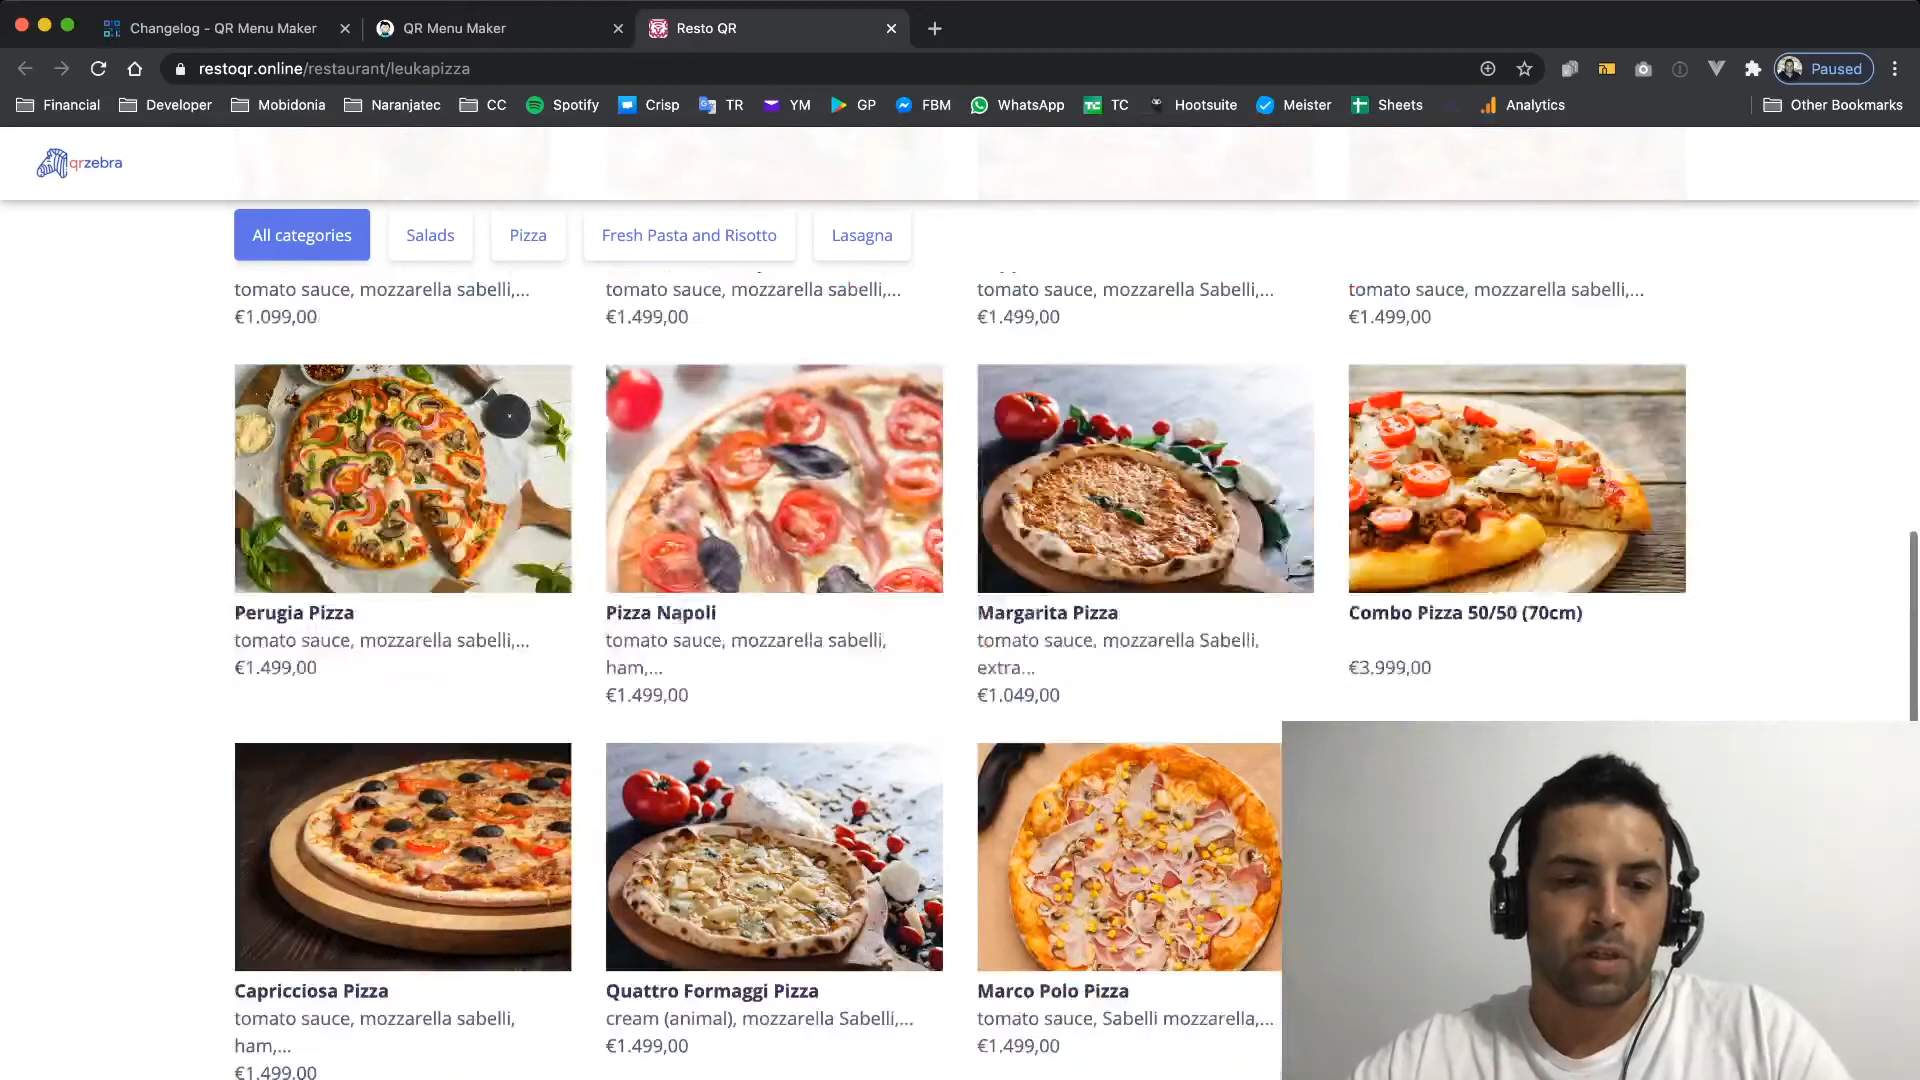 Changelog - QR Menu Maker
QR Menu Maker
Resto QR
restoqr.online/restaurant/leukapizza
Paused
Financial
Developer
Mobidonia
Naranjatec
CC
Spotify
Crisp
TR
YM
GP
FBM
WhatsApp
TC
Hootsuite
Meister
Sheets
Analytics
Other Bookmarks
qrzebra
All categories
Salads
Pizza
Fresh Pasta and Risotto
Lasagna
tomato sauce, mozzarella sabelli,...
€1.099,00
tomato sauce, mozzarella sabelli,...
€1.499,00
tomato sauce, mozzarella Sabelli,...
€1.499,00
tomato sauce, mozzarella sabelli,...
€1.499,00
Perugia Pizza
tomato sauce, mozzarella sabelli,...
€1.499,00
Pizza Napoli
tomato sauce, mozzarella sabelli,
ham,...
€1.499,00
Margarita Pizza
tomato sauce, mozzarella Sabelli,
extra...
€1.049,00
Combo Pizza 50/50 (70cm)
€3.999,00
Capricciosa Pizza
tomato sauce, mozzarella sabelli,
ham,...
€1.499,00
Quattro Formaggi Pizza
cream (animal), mozzarella Sabelli,...
€1.499,00
Marco Polo Pizza
tomato sauce, Sabelli mozzarella,...
€1.499,00